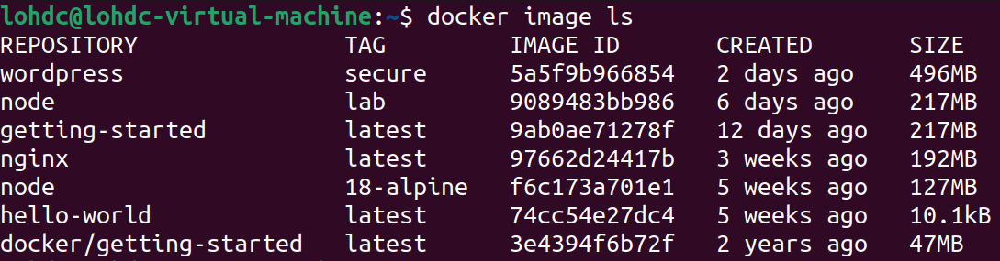 lohdc@lohdc-virtual-machine:~$ docker image ls
REPOSITORY TAG IMAGE ID CREATED SIZE
wordpress secure 5a5f9b966854 2 days ago 496MB
node lab 9089483bb986 6 days ago 217MB
getting-started latest 9ab0ae71278f 12 days ago 217MB
nginx latest 97662d24417b 3 weeks ago 192MB
node 18-alpine f6c173a701e1 5 weeks ago 127MB
hello-world latest 74cc54e27dc4 5 weeks ago 10.1kB
docker/getting-started latest 3e4394f6b72f 2 years ago 47MB